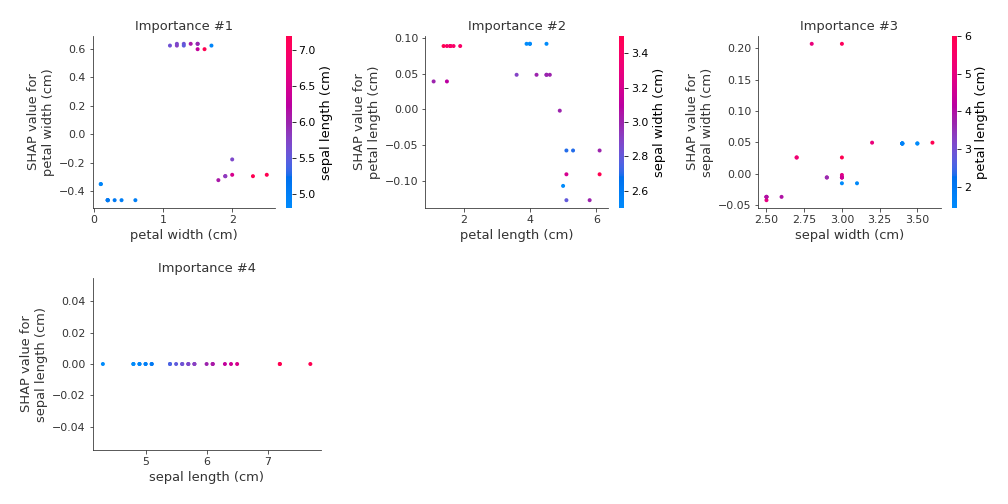 Importance #1
Importance #2
Importance #3
SHAP value for
petal width (cm)
0.6
0.4
0.2
0.0
−0.2
−0.4
0
1
2
petal width (cm)
7.0
6.5
6.0
5.5
5.0
sepal length (cm)
SHAP value for
petal length (cm)
0.10
0.05
0.00
−0.05
−0.10
2
4
6
petal length (cm)
3.4
3.2
3.0
2.8
2.6
sepal width (cm)
SHAP value for
sepal width (cm)
0.20
0.15
0.10
0.05
0.00
−0.05
2.50
2.75
3.00
3.25
3.50
sepal width (cm)
6
5
4
3
2
petal length (cm)
Importance #4
SHAP value for
sepal length (cm)
0.04
0.02
0.00
−0.02
−0.04
5
6
7
sepal length (cm)